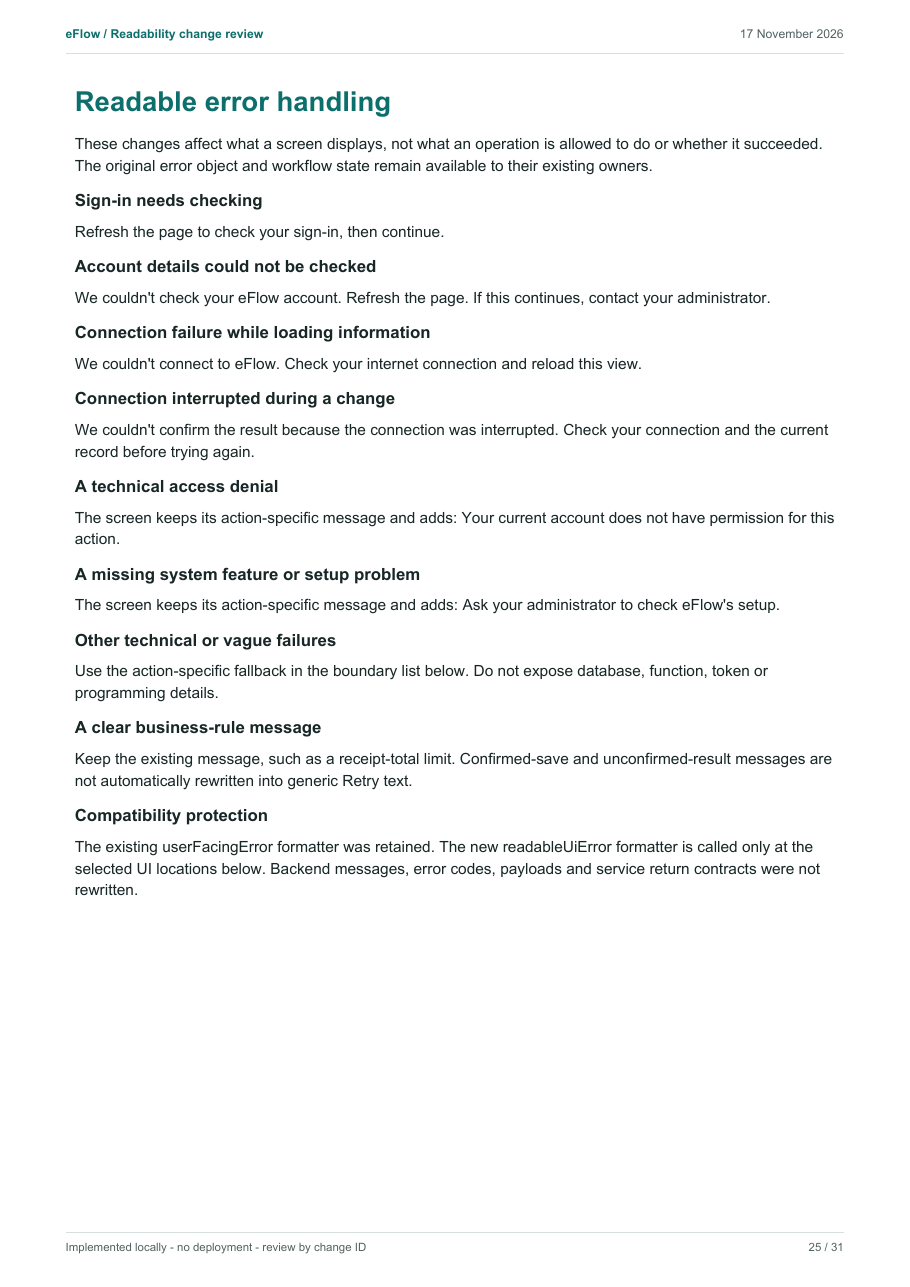 eFlow / Readability change review
17 November 2026
Readable error handling
These changes affect what a screen displays, not what an operation is allowed to do or whether it succeeded.
The original error object and workflow state remain available to their existing owners.
Sign-in needs checking
Refresh the page to check your sign-in, then continue.
Account details could not be checked
We couldn't check your eFlow account. Refresh the page. If this continues, contact your administrator.
Connection failure while loading information
We couldn't connect to eFlow. Check your internet connection and reload this view.
Connection interrupted during a change
We couldn't confirm the result because the connection was interrupted. Check your connection and the current
record before trying again.
A technical access denial
The screen keeps its action-specific message and adds: Your current account does not have permission for this
action.
A missing system feature or setup problem
The screen keeps its action-specific message and adds: Ask your administrator to check eFlow's setup.
Other technical or vague failures
Use the action-specific fallback in the boundary list below. Do not expose database, function, token or
programming details.
A clear business-rule message
Keep the existing message, such as a receipt-total limit. Confirmed-save and unconfirmed-result messages are
not automatically rewritten into generic Retry text.
Compatibility protection
The existing userFacingError formatter was retained. The new readableUiError formatter is called only at the
selected UI locations below. Backend messages, error codes, payloads and service return contracts were not
rewritten.
Implemented locally - no deployment - review by change ID
25 / 31